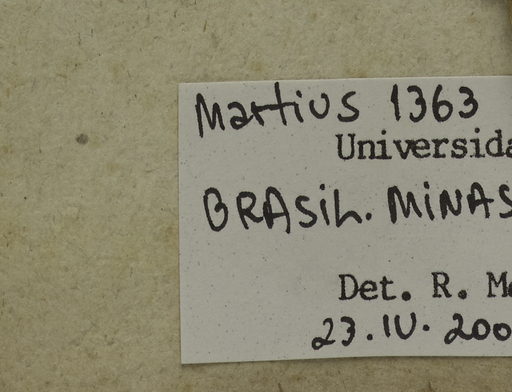 Martius 1363
Universida
BRASIL. MINAS
Det. R. M
23.IV.200